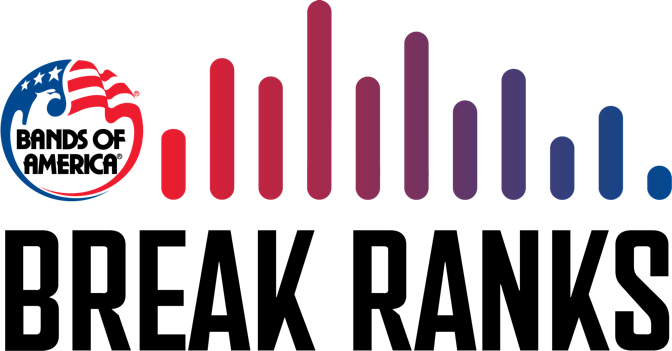 BANDS OF
AMERICA®
®
BREAK RANKS